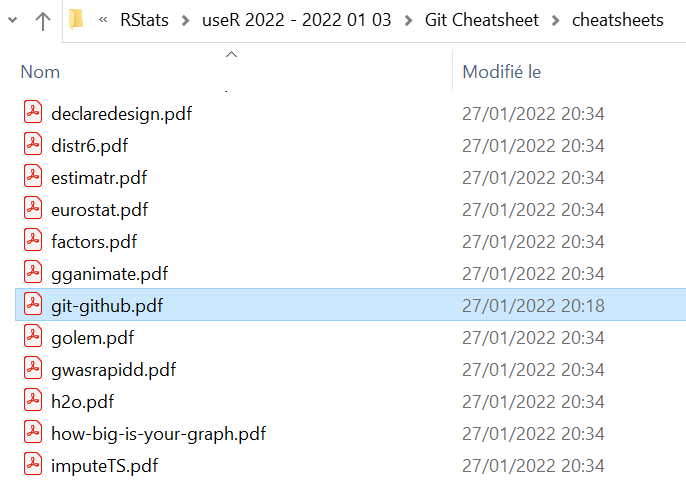 « RStats > useR 2022 - 2022 01 03 > Git Cheatsheet > cheatsheets
Nom Modifié le
declaredesign.pdf 27/01/2022 20:34
distr6.pdf 27/01/2022 20:34
estimatr.pdf 27/01/2022 20:34
eurostat.pdf 27/01/2022 20:34
factors.pdf 27/01/2022 20:34
gganimate.pdf 27/01/2022 20:34
git-github.pdf 27/01/2022 20:18
golem.pdf 27/01/2022 20:34
gwasrapidd.pdf 27/01/2022 20:34
h2o.pdf 27/01/2022 20:34
how-big-is-your-graph.pdf 27/01/2022 20:34
imputeTS.pdf 27/01/2022 20:34